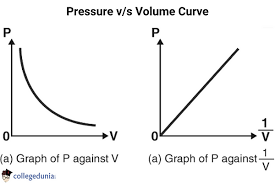 Pressure v/s Volume Curve
P
0
V
P
0
1
V
(a) Graph of P against V
(a) Graph of P against 1
V
collegedunia